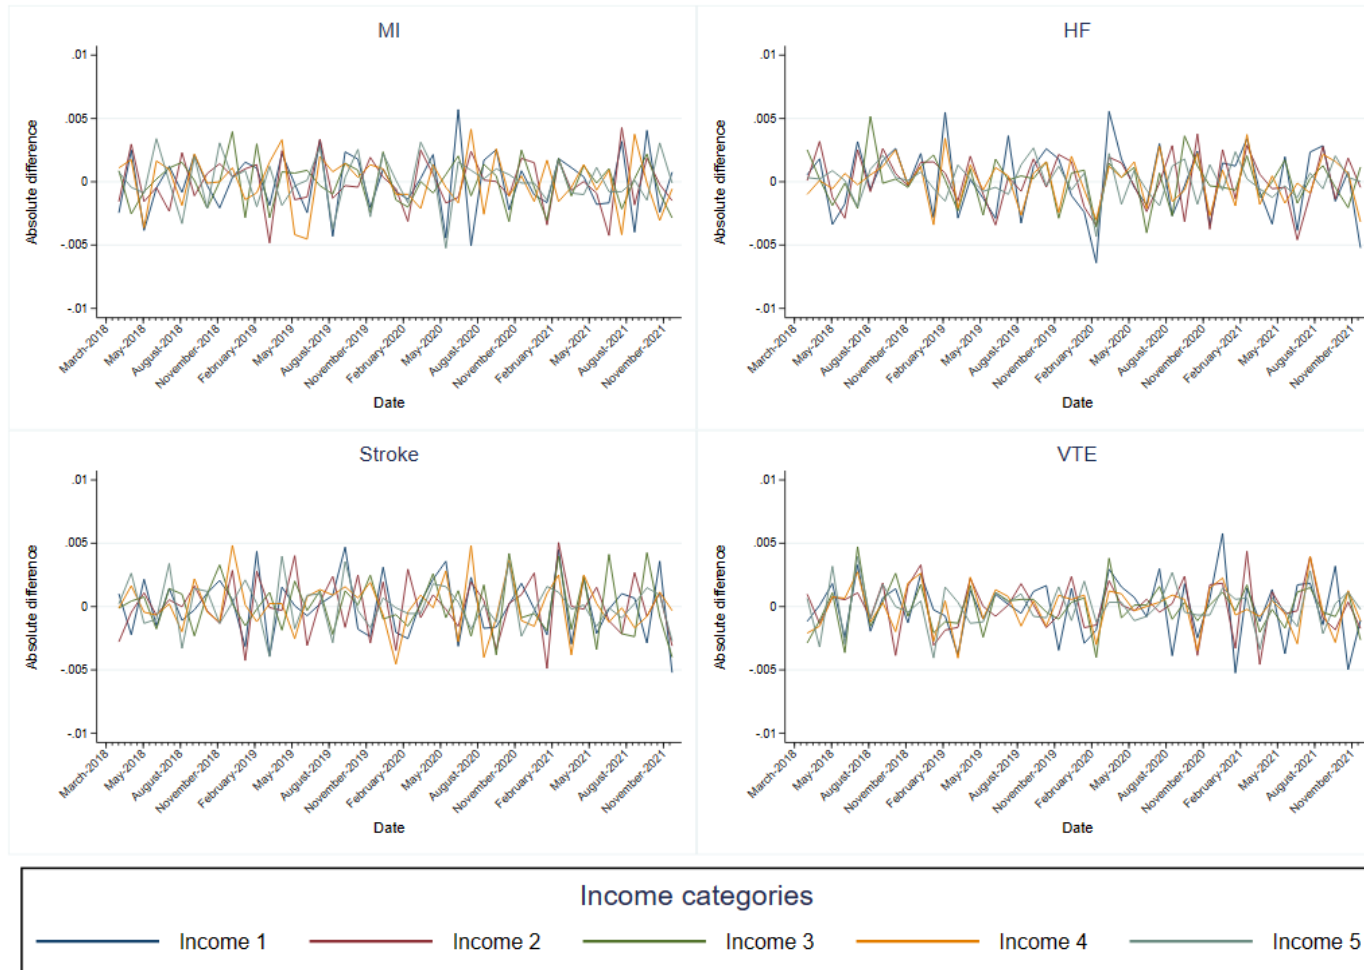 MI
Absolute difference
.01
.005
0
-.005
-.01
March-2018
May-2018
August-2018
November-2018
February-2019
May-2019
August-2019
November-2019
February-2020
May-2020
August-2020
November-2020
February-2021
May-2021
August-2021
November-2021
Date
HF
Absolute difference
.01
.005
0
-.005
-.01
March-2018
May-2018
August-2018
November-2018
February-2019
May-2019
August-2019
November-2019
February-2020
May-2020
August-2020
November-2020
February-2021
May-2021
August-2021
November-2021
Date
Stroke
Absolute difference
.01
.005
0
-.005
-.01
March-2018
May-2018
August-2018
November-2018
February-2019
May-2019
August-2019
November-2019
February-2020
May-2020
August-2020
November-2020
February-2021
May-2021
August-2021
November-2021
Date
VTE
Absolute difference
.01
.005
0
-.005
-.01
March-2018
May-2018
August-2018
November-2018
February-2019
May-2019
August-2019
November-2019
February-2020
May-2020
August-2020
November-2020
February-2021
May-2021
August-2021
November-2021
Date
Income categories
Income 1 Income 2 Income 3 Income 4 Income 5